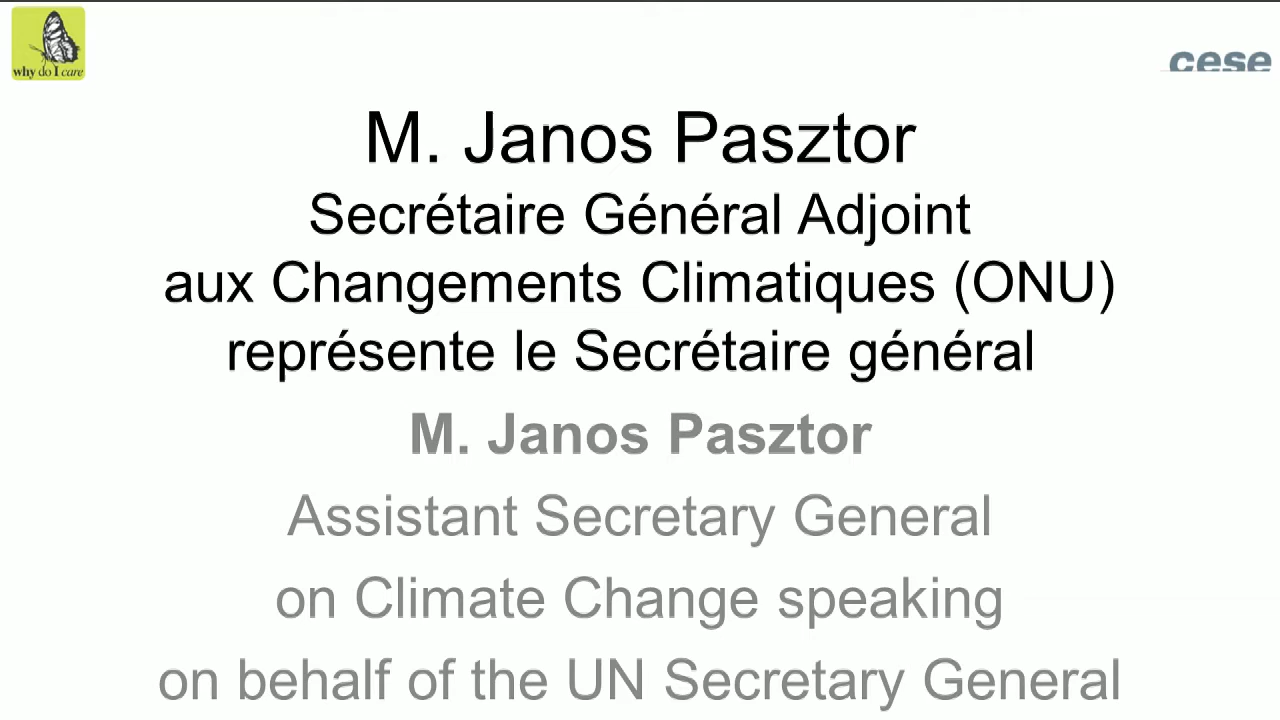 why do I care
cese
M. Janos Pasztor
Secrétaire Général Adjoint
aux Changements Climatiques (ONU)
représente le Secrétaire général
M. Janos Pasztor
Assistant Secretary General
on Climate Change speaking
on behalf of the UN Secretary General